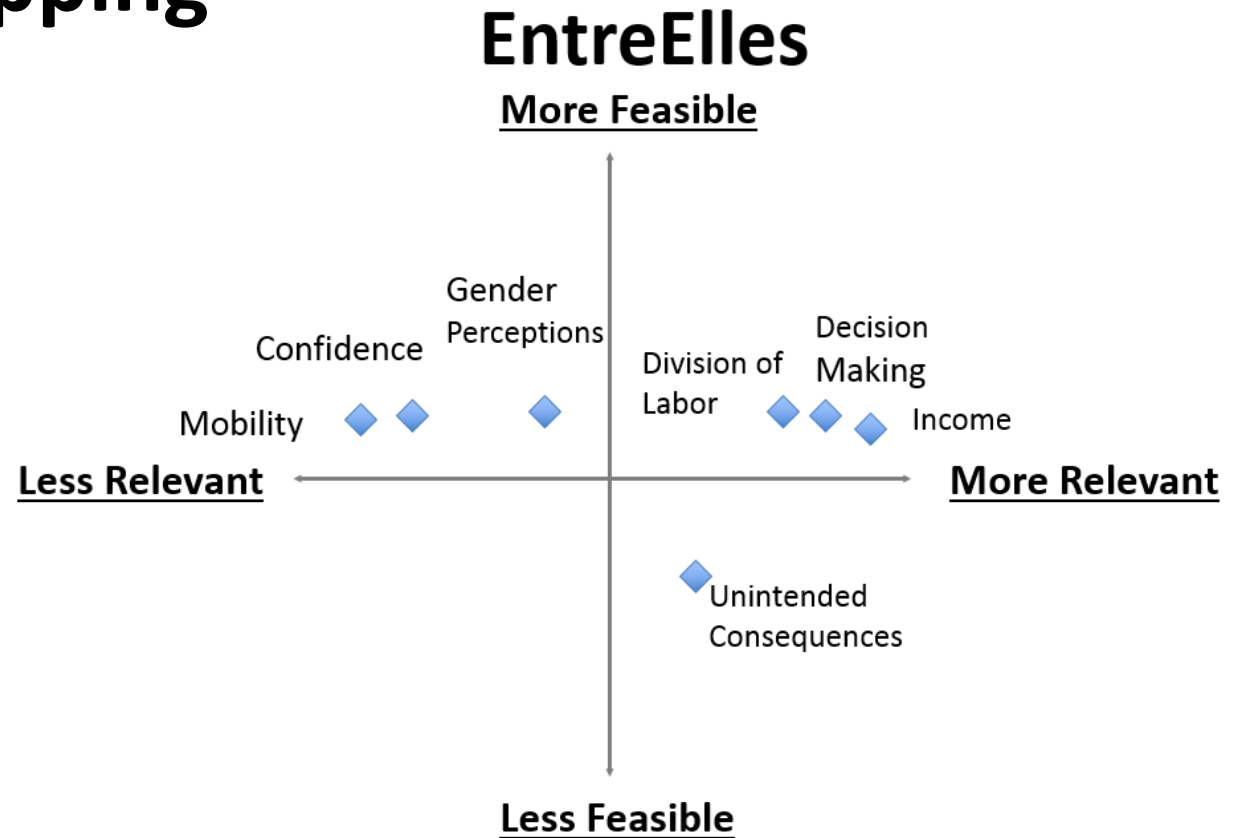 EntreElles
More Feasible
Gender
Perceptions
Confidence
Decision
Making
Division of
Labor
Mobility
Income
Less Relevant
More Relevant
Unintended
Consequences
Less Feasible